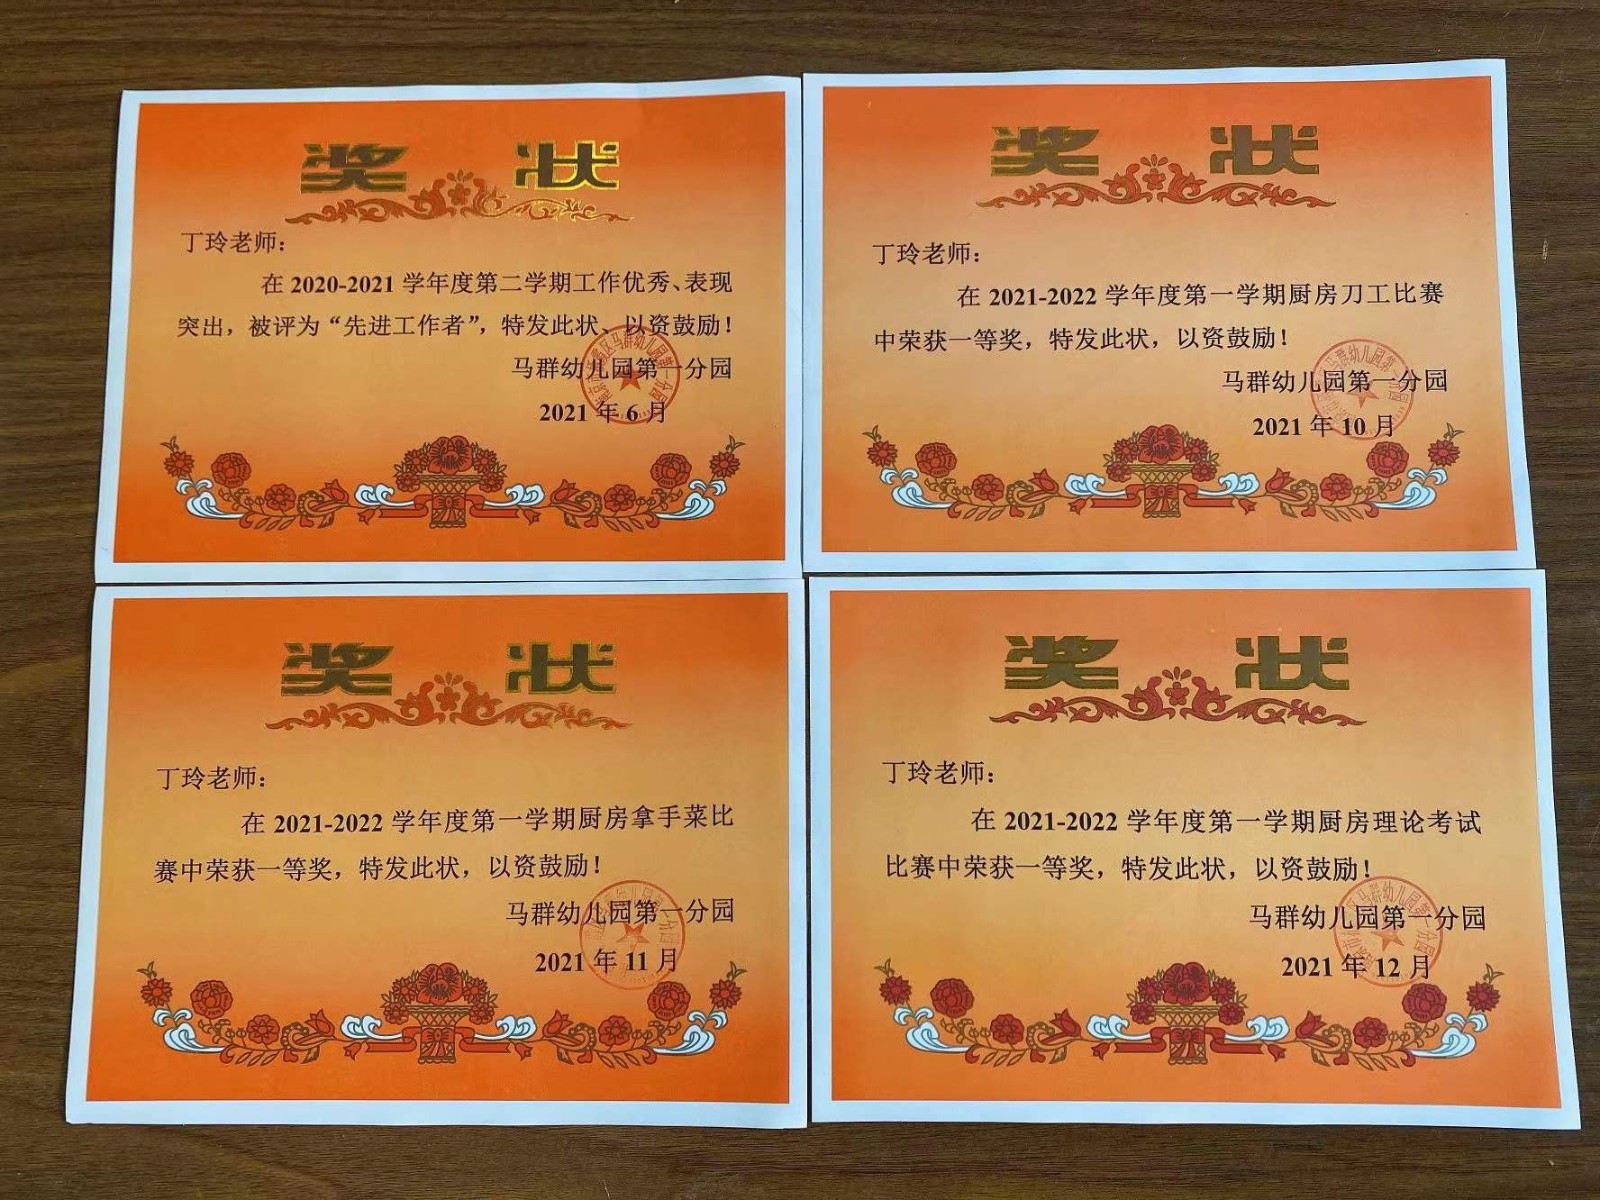 奖 状
丁玲老师：
在 2020-2021 学年度第二学期工作优秀、表现
突出，被评为“先进工作者”，特发此状、以资鼓励！
马群幼儿园第一分园
2021 年 6 月
奖 状
丁玲老师：
在 2021-2022 学年度第一学期厨房刀工比赛
中荣获一等奖，特发此状，以资鼓励！
马群幼儿园第一分园
2021 年 10 月
奖 状
丁玲老师：
在 2021-2022 学年度第一学期厨房拿手菜比
赛中荣获一等奖，特发此状，以资鼓励！
马群幼儿园第一分园
2021 年 11 月
奖 状
丁玲老师：
在 2021-2022 学年度第一学期厨房理论考试
比赛中荣获一等奖，特发此状，以资鼓励！
马群幼儿园第一分园
2021 年 12 月